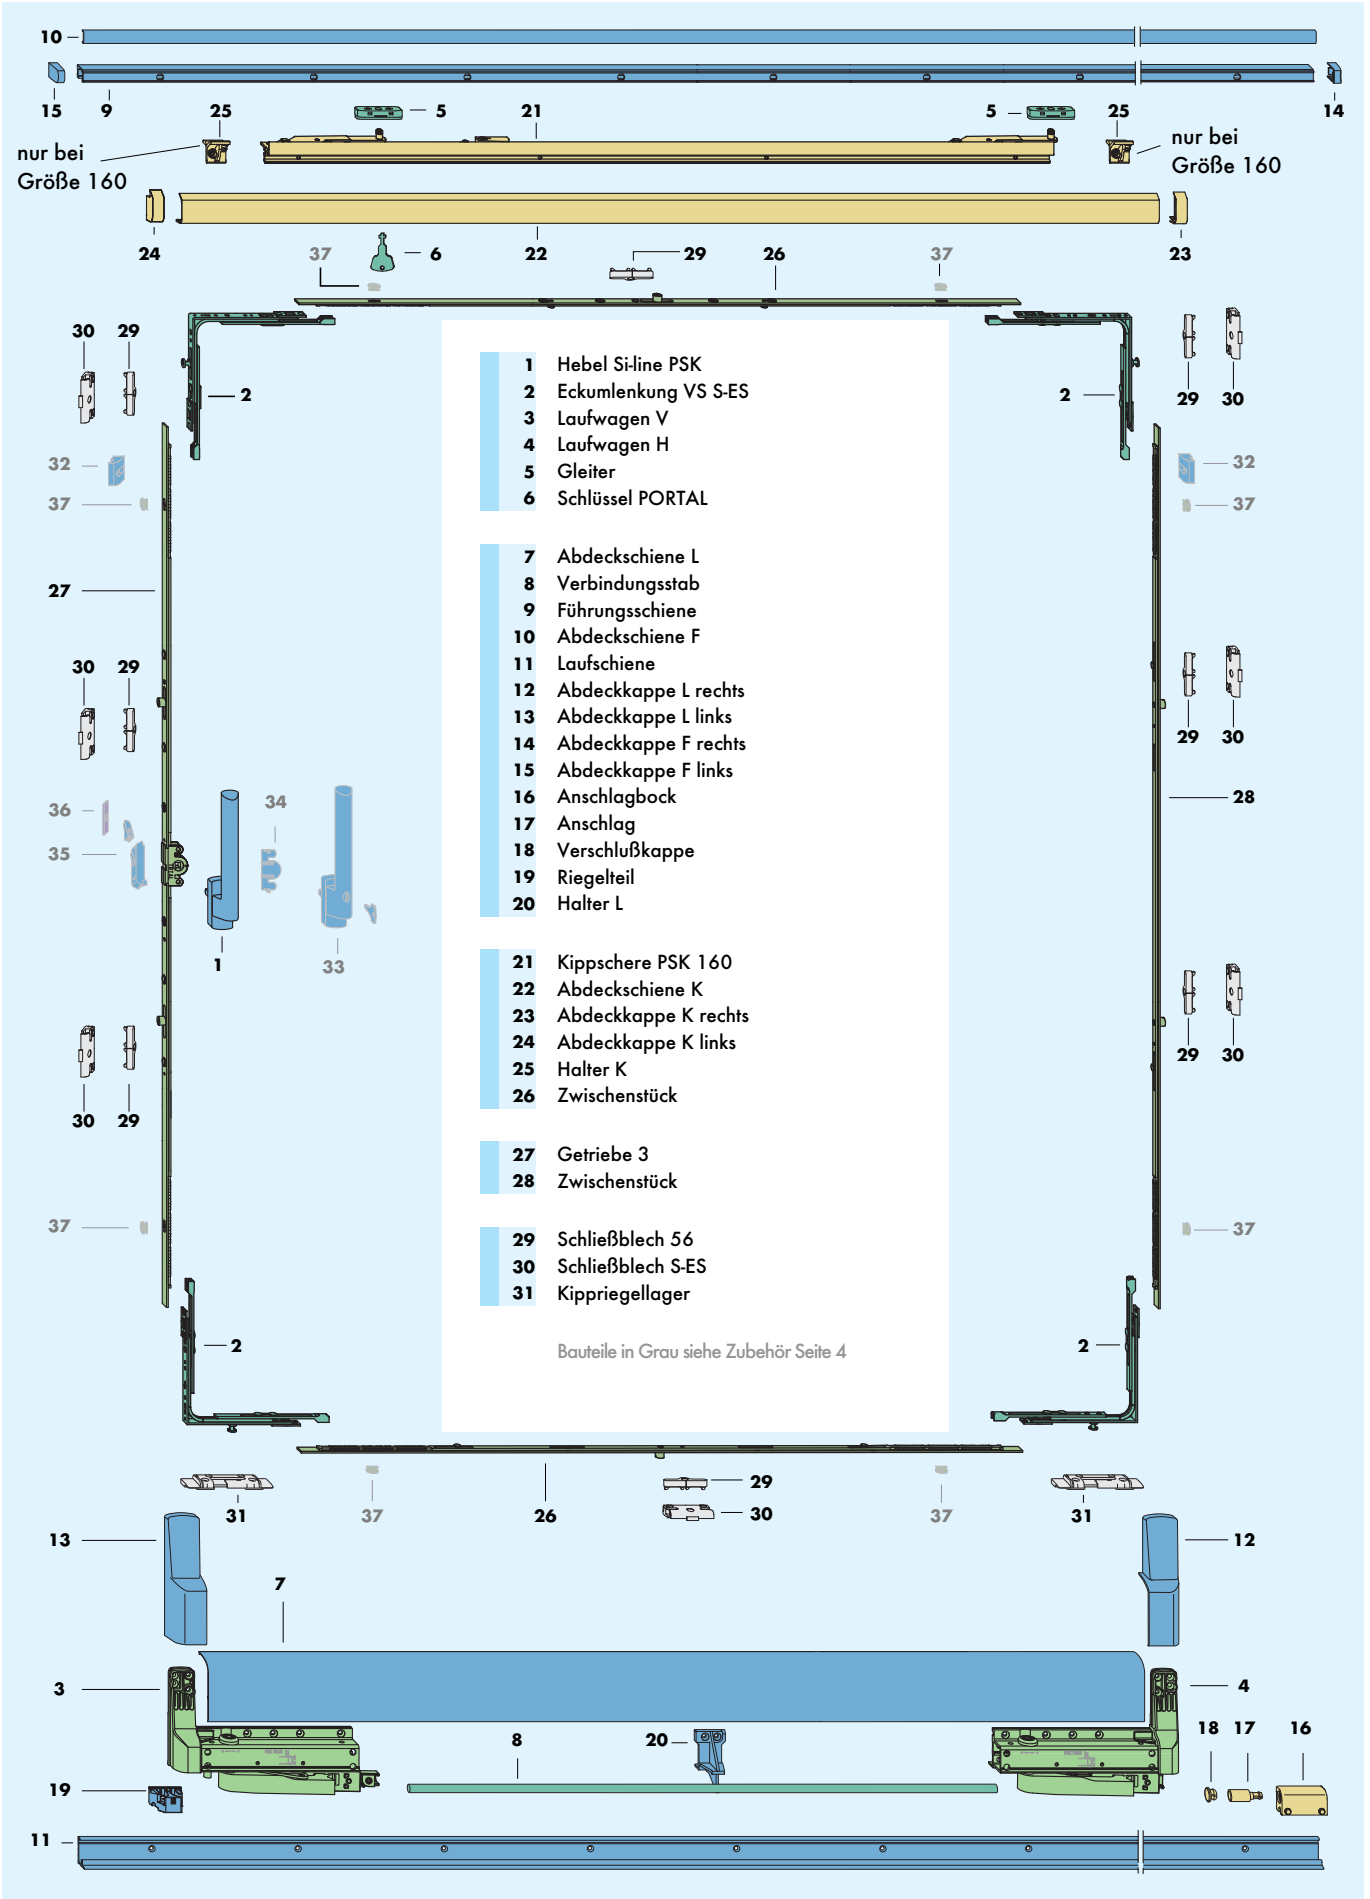 10
15
9
25
5
21
5
25
14
nur bei
Größe 160
nur bei
Größe 160
24
37
6
22
29
26
37
23
30
29
2
2
29
30
32
37
32
37
27
30
29
29
30
36
35
34
28
1
33
30
29
29
30
37
37
2
2
1 Hebel Si-line PSK
2 Eckumlenkung VS S-ES
3 Laufwagen V
4 Laufwagen H
5 Gleiter
6 Schlüssel PORTAL
7 Abdeckschiene L
8 Verbindungsstab
9 Führungsschiene
10 Abdeckschiene F
11 Laufschiene
12 Abdeckkappe L rechts
13 Abdeckkappe L links
14 Abdeckkappe F rechts
15 Abdeckkappe F links
16 Anschlagbock
17 Anschlag
18 Verschlußkappe
19 Riegelteil
20 Halter L
21 Kippschere PSK 160
22 Abdeckschiene K
23 Abdeckkappe K rechts
24 Abdeckkappe K links
25 Halter K
26 Zwischenstück
27 Getriebe 3
28 Zwischenstück
29 Schließblech 56
30 Schließblech S-ES
31 Kippriegellager
Bauteile in Grau siehe Zubehör Seite 4
31
37
26
29
30
37
31
13
12
7
3
4
8
20
18
17
16
19
11